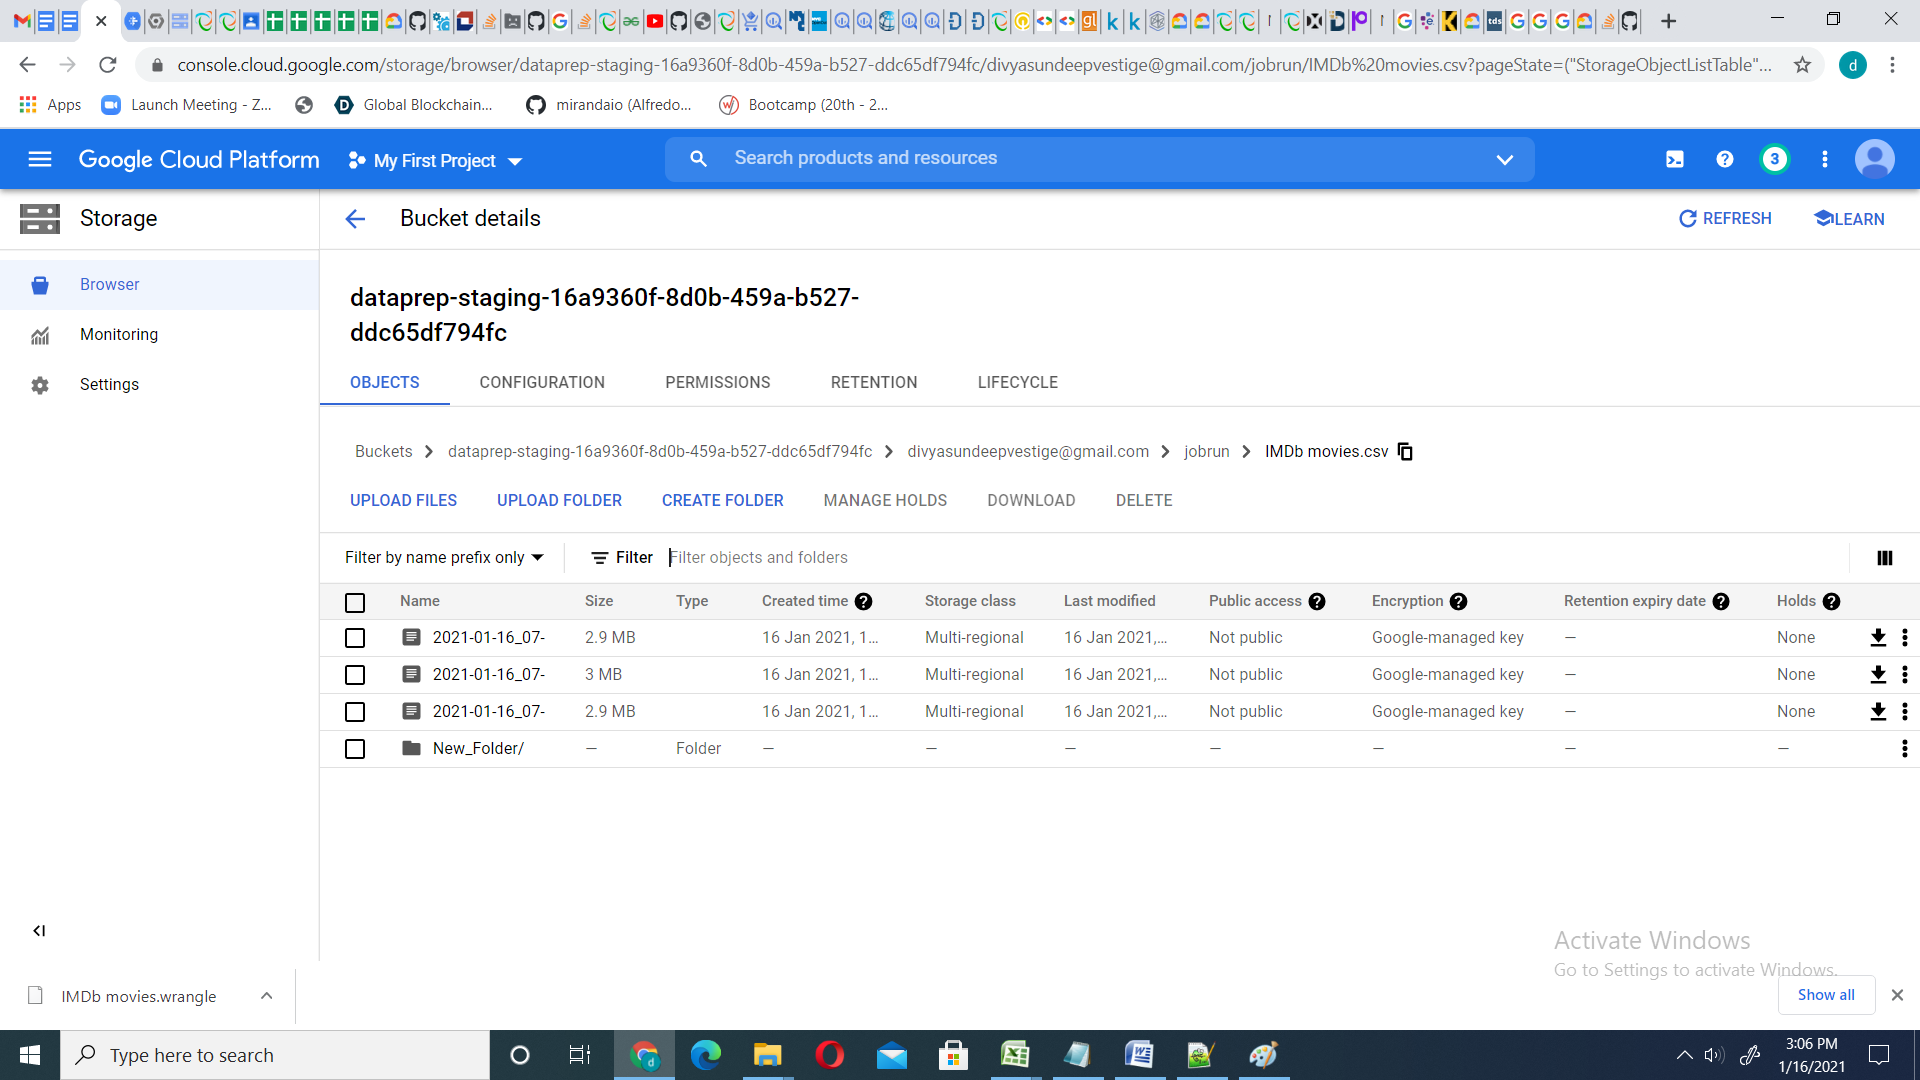 console.cloud.google.com/storage/browser/dataprep-staging-16a9360f-8d0b-459a-b527-ddc65df794fc/divyasundeepvestige@gmail.com/jobrun/IMDb%20movies.csv?pageState=("StorageObjectListTable"...
d
Apps Launch Meeting - Z... Global Blockchain... mirandaio (Alfredo... Bootcamp (20th - 2...
Google Cloud Platform My First Project Search products and resources 3
Storage Bucket details REFRESH LEARN
Browser
Monitoring
Settings
dataprep-staging-16a9360f-8d0b-459a-b527-
ddc65df794fc
OBJECTS CONFIGURATION PERMISSIONS RETENTION LIFECYCLE
Buckets dataprep-staging-16a9360f-8d0b-459a-b527-ddc65df794fc divyasundeepvestige@gmail.com jobrun IMDb movies.csv
UPLOAD FILES UPLOAD FOLDER CREATE FOLDER MANAGE HOLDS DOWNLOAD DELETE
Filter by name prefix only Filter Filter objects and folders
Name Size Type Created time Storage class Last modified Public access Encryption Retention expiry date Holds
2021-01-16_07- 2.9 MB 16 Jan 2021, 1... Multi-regional 16 Jan 2021,... Not public Google-managed key — None
2021-01-16_07- 3 MB 16 Jan 2021, 1... Multi-regional 16 Jan 2021,... Not public Google-managed key — None
2021-01-16_07- 2.9 MB 16 Jan 2021, 1... Multi-regional 16 Jan 2021,... Not public Google-managed key — None
New_Folder/ — Folder — — — — — — —
Activate Windows
Go to Settings to activate Windows.
IMDb movies.wrangle Show all
Type here to search
3:06 PM
1/16/2021